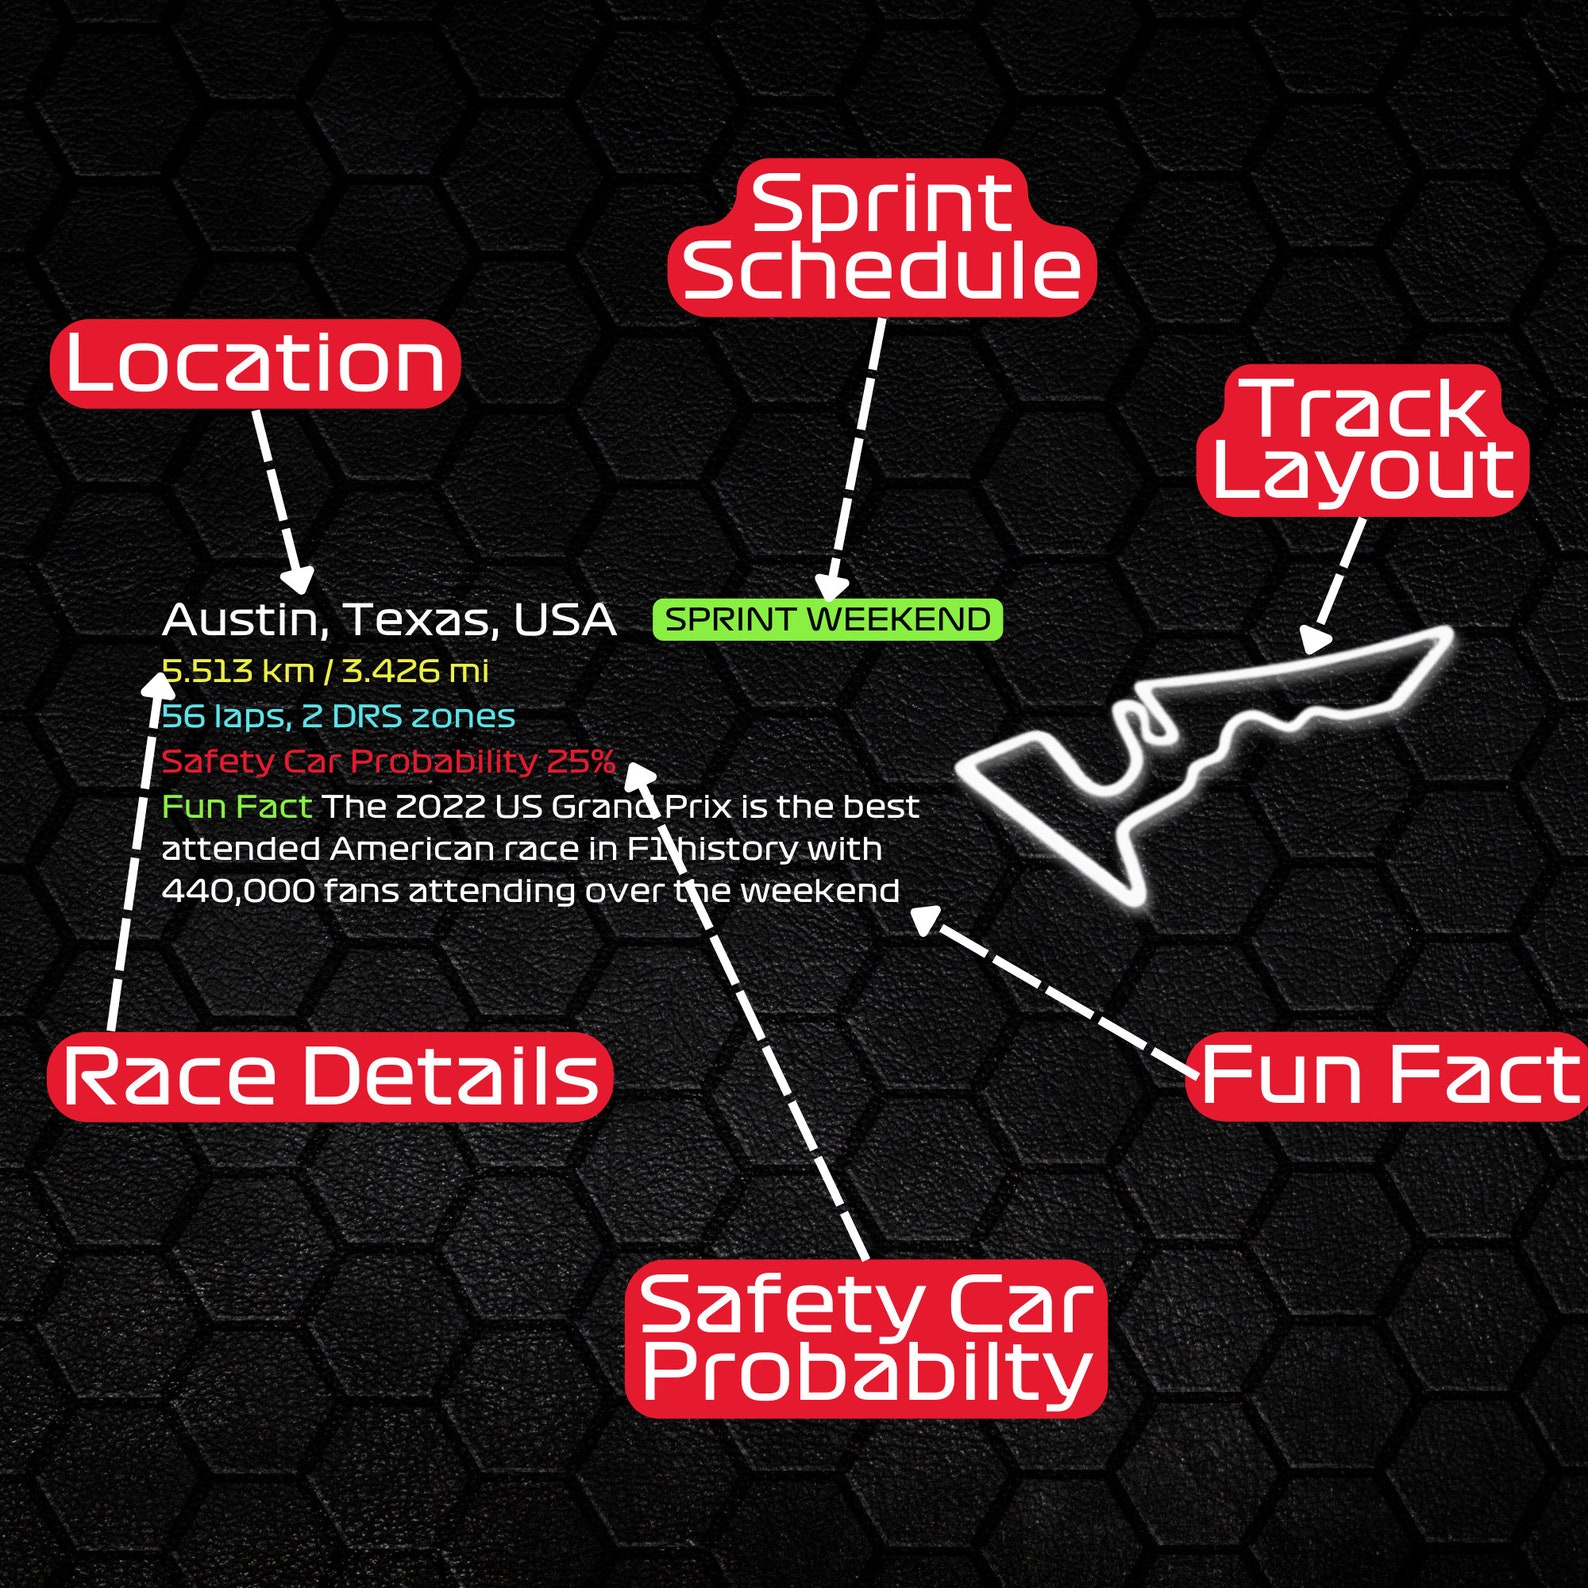 Sprint
Schedule
Location
Track
Layout
Austin, Texas, USA
SPRINT WEEKEND
5.513 km / 3.426 mi
56 laps, 2 DRS zones
Safety Car Probability 25%
Fun Fact The 2022 US Grand Prix is the best
attended American race in F1 history with
440,000 fans attending over the weekend
Race Details
Fun Fact
Safety Car
Probabilty